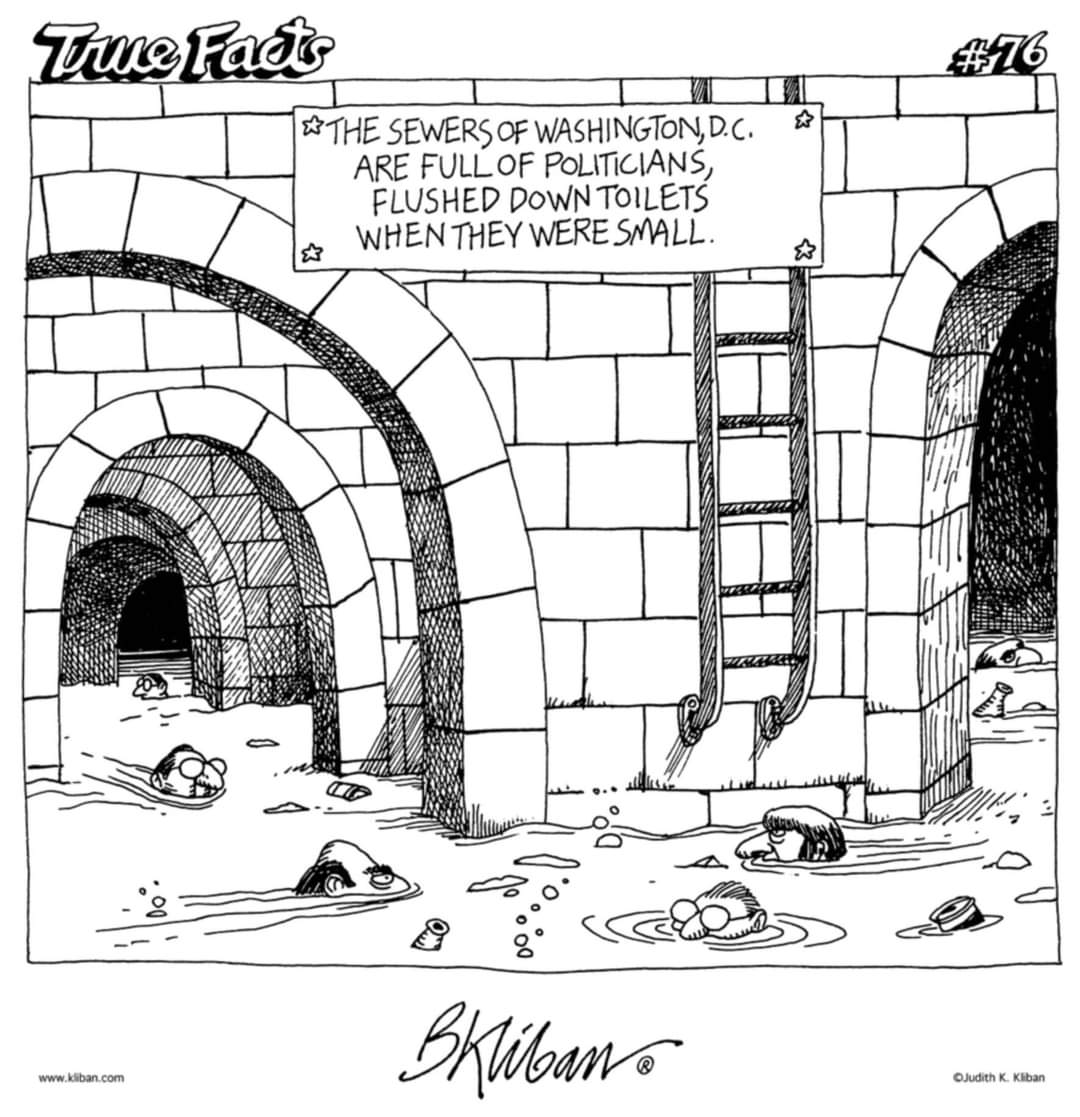 True Facts
#76
THE SEWERS OF WASHINGTON, D.C.
ARE FULL OF POLITICIANS,
FLUSHED DOWN TOILETS
WHEN THEY WERE SMALL.
BKliban®
www.kliban.com
©Judith K. Kliban